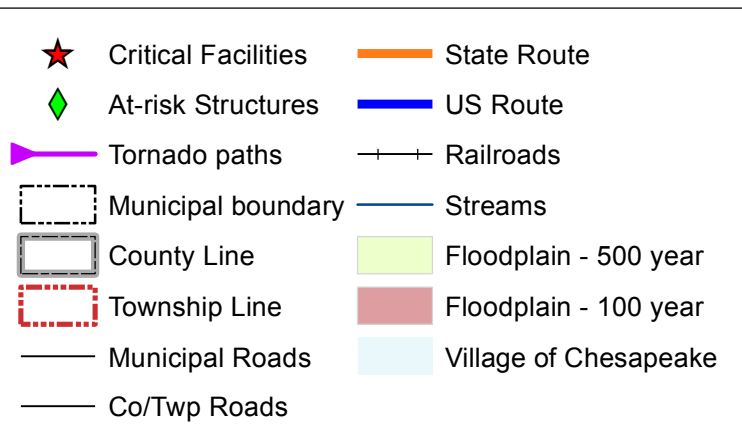 Critical Facilities
At-risk Structures
Tornado paths
Municipal boundary
County Line
Township Line
Municipal Roads
Co/Twp Roads
State Route
US Route
Railroads
Streams
Floodplain - 500 year
Floodplain - 100 year
Village of Chesapeake